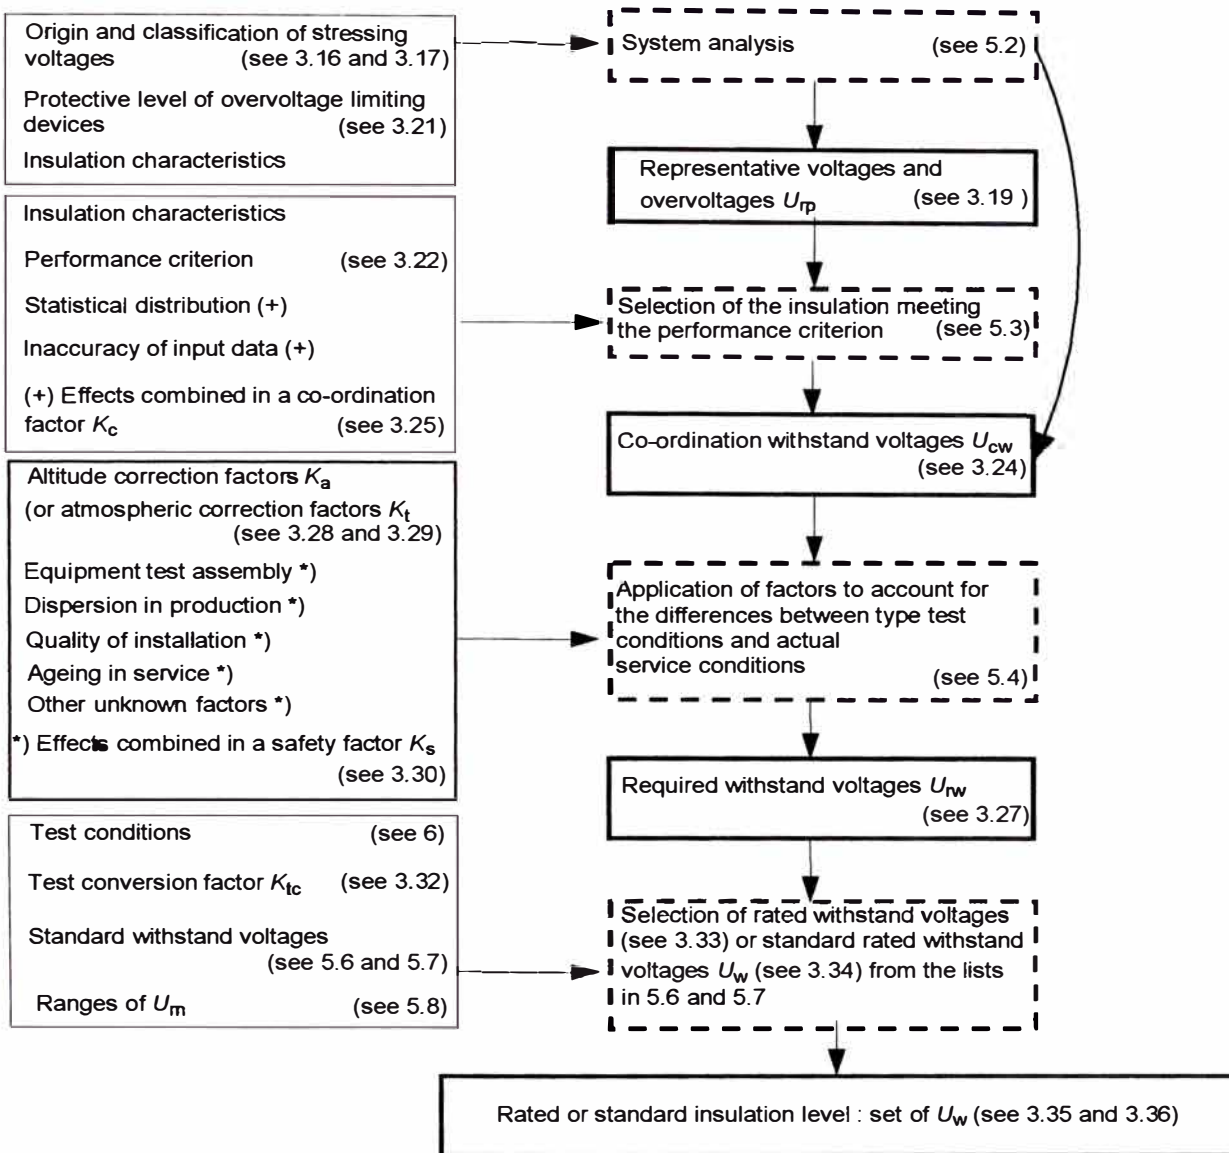 Origin and classification of stressing
voltages (see 3.16 and 3.17)
Protective level of overvoltage limiting
devices (see 3.21)
Insulation characteristics
System analysis (see 5.2)
Representative voltages and
overvoltages Urp (see 3.19 )
Insulation characteristics
Performance criterion (see 3.22)
Statistical distribution (+)
Inaccuracy of input data (+)
(+) Effects combined in a co-ordination
factor Kc (see 3.25)
Selection of the insulation meeting
the performance criterion (see 5.3)
Co-ordination withstand voltages Ucw
(see 3.24)
Altitude correction factors Ka
(or atmospheric correction factors Kt
(see 3.28 and 3.29)
Equipment test assembly *)
Dispersion in production *)
Quality of installation *)
Ageing in service *)
Other unknown factors *)
*) Effects combined in a safety factor Ks
(see 3.30)
Application of factors to account for
the differences between type test
conditions and actual
service conditions
(see 5.4)
Required withstand voltages Urw
(see 3.27)
Test conditions (see 6)
Test conversion factor Ktc (see 3.32)
Standard withstand voltages
(see 5.6 and 5.7)
Ranges of Um (see 5.8)
Selection of rated withstand voltages
(see 3.33) or standard rated withstand
voltages Uw (see 3.34) from the lists
in 5.6 and 5.7
Rated or standard insulation level : set of Uw (see 3.35 and 3.36)